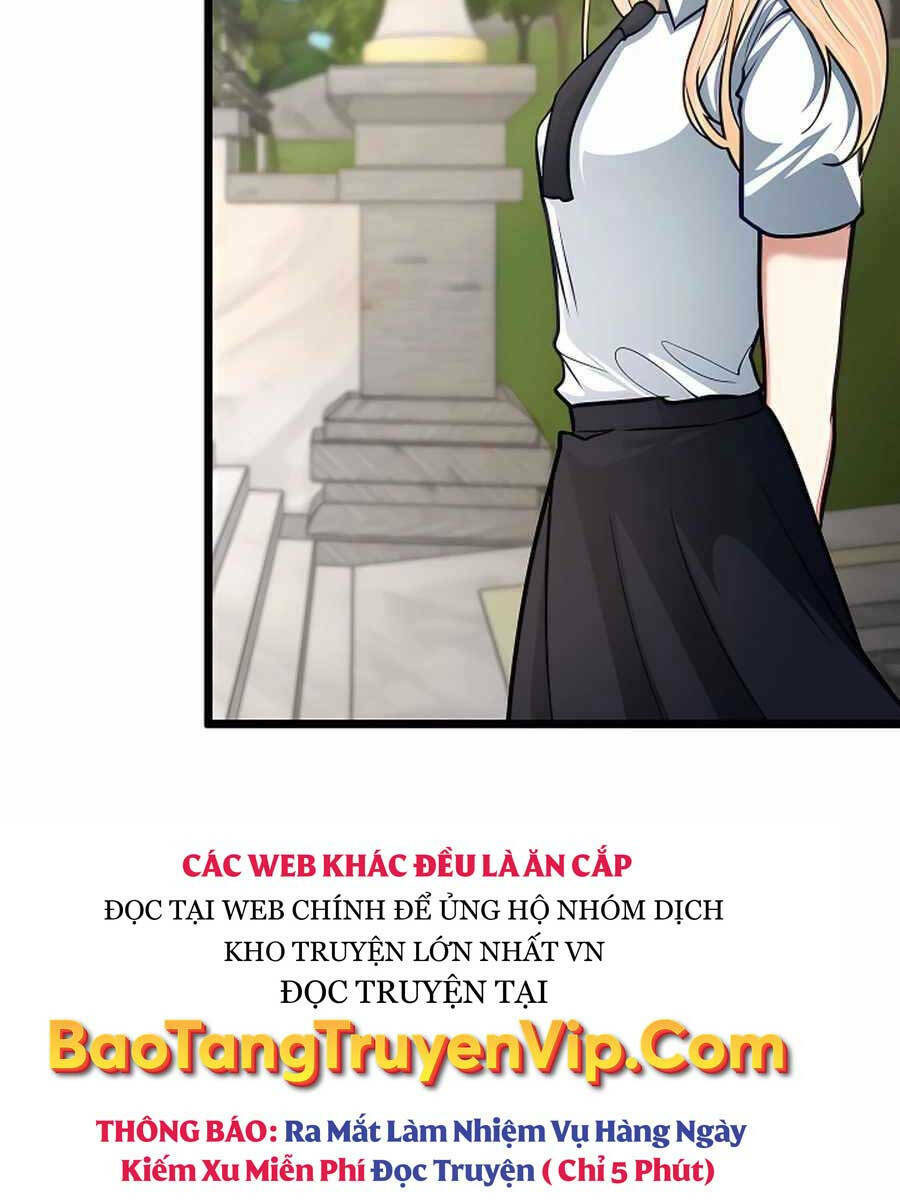 CÁC WEB KHÁC ĐỀU LÀ ĂN CẮP
ĐỌC TẠI WEB CHÍNH ĐỂ ỦNG HỘ NHÓM DỊCH
KHO TRUYỆN LỚN NHẤT VN
ĐỌC TRUYỆN TẠI
BaoTangTruyenVip.Com
THÔNG BÁO: Ra Mắt Làm Nhiệm Vụ Hàng Ngày
Kiếm Xu Miễn Phí Đọc Truyện ( Chỉ 5 Phút)